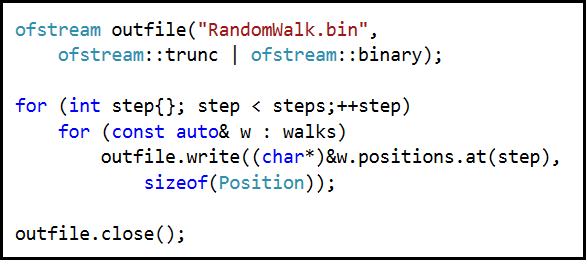 ofstream outfile("RandomWalk.bin",
    ofstream::trunc | ofstream::binary);

for (int step{}; step < steps;++step)
    for (const auto& w : walks)
        outfile.write((char*)&w.positions.at(step),
            sizeof(Position));

outfile.close();